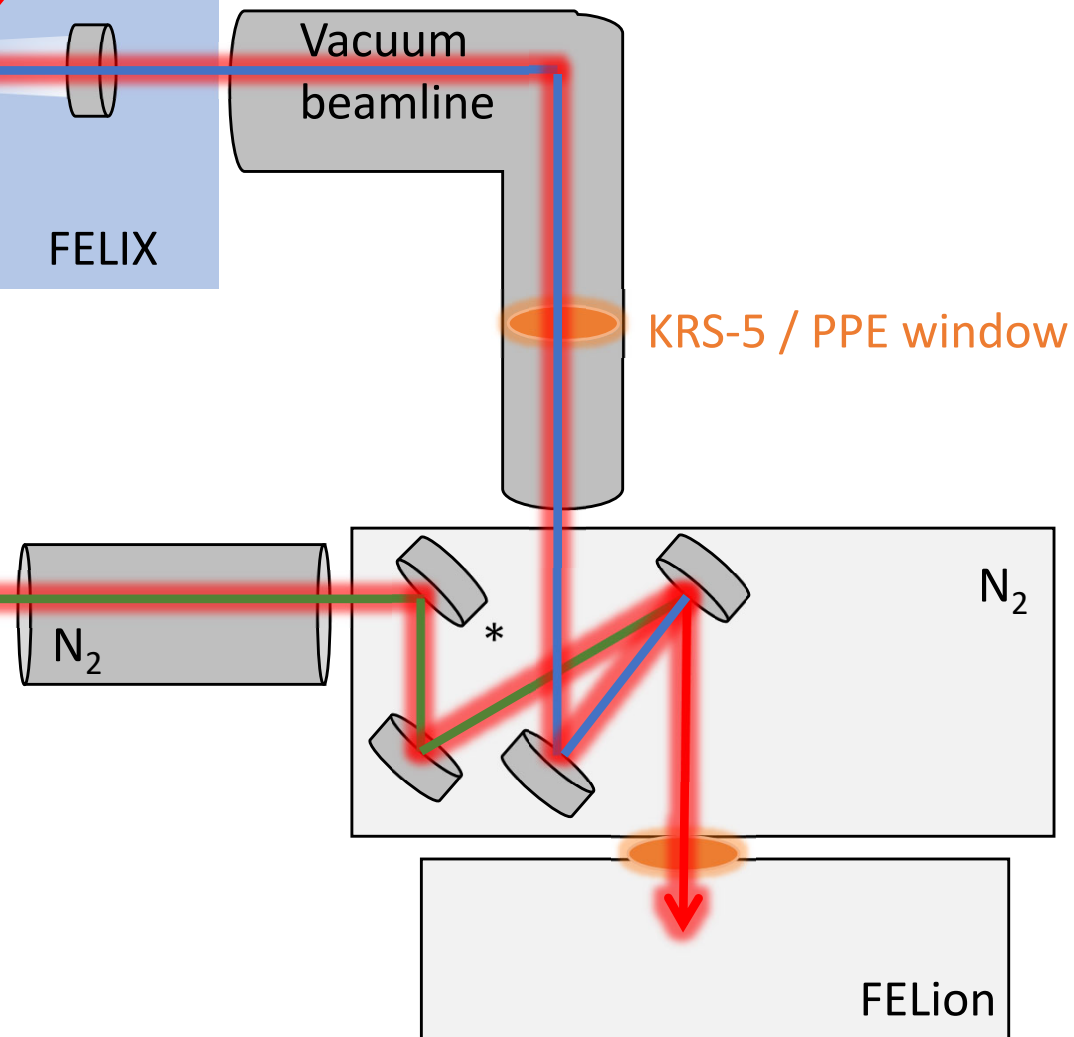 Vacuum
beamline
FELIX
KRS-5 / PPE window
N₂
N₂
*
FELion